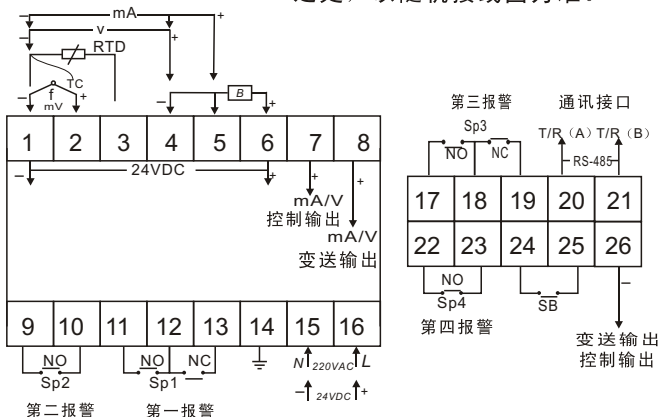 mA
v
RTD
TC
f
mV
B
1 2 3 4 5 6 7 8
24VDC
mA/V
控制输出
mA/V
变送输出
9 10 11 12 13 14 15 16
NO
Sp2
NO
NC
Sp1
N 220VAC L
24VDC
第二报警
第一报警
第三报警
通讯接口
Sp3
T/R（A）T/R（B）
NO
NC
RS-485
17 18 19 20 21
22 23 24 25 26
NO
Sp4
SB
第四报警
变送输出
控制输出